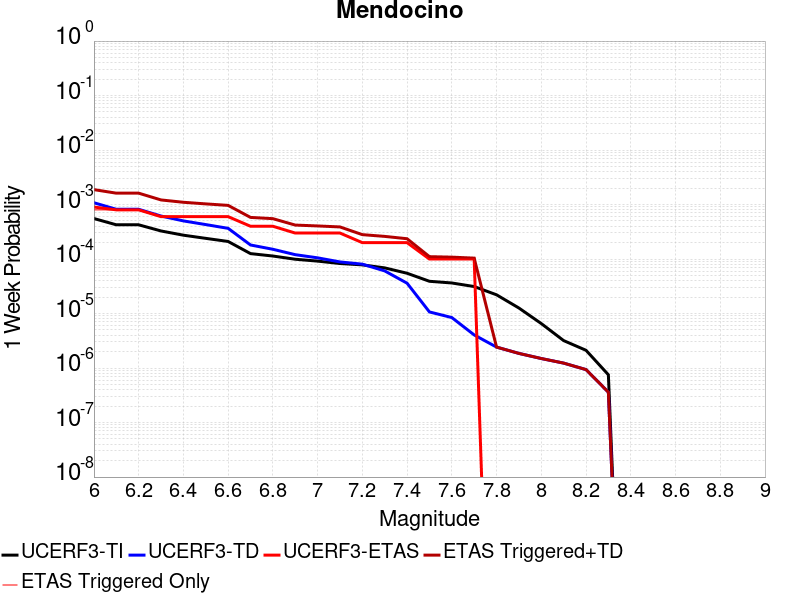 Mendocino
10^0
10^-1
10^-2
10^-3
10^-4
10^-5
10^-6
10^-7
10^-8
1 Week Probability
6 6.2 6.4 6.6 6.8 7 7.2 7.4 7.6 7.8 8 8.2 8.4 8.6 8.8 9
Magnitude
UCERF3-TI UCERF3-TD UCERF3-ETAS ETAS Triggered+TD
ETAS Triggered Only